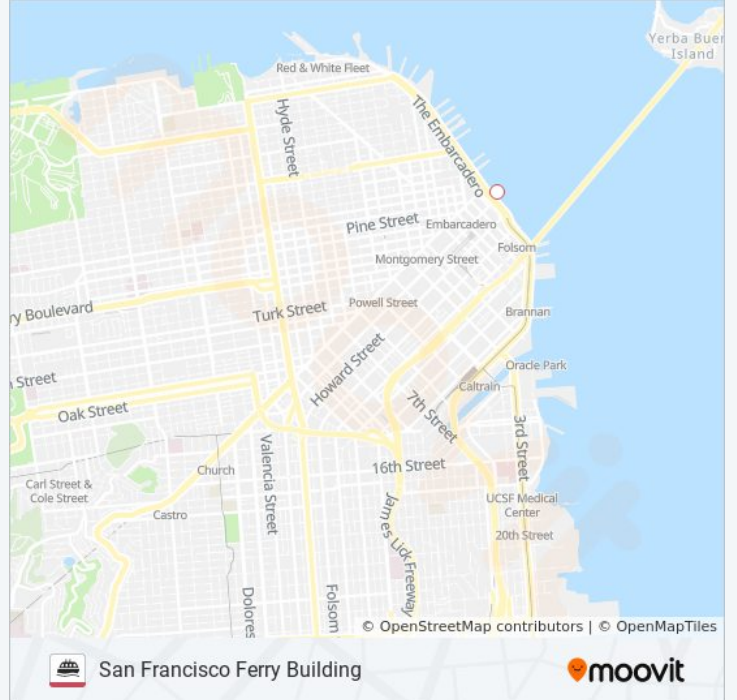 Yerba Buer
Island
Red & White Fleet
Hyde Street
The Embarcadero
Pine Street
Embarcadero
Folsom
Montgomery Street
Powell Street
ry Boulevard
Turk Street
Brannan
Howard Street
Oracle Park
n Street
Caltrain
Oak Street
7th Street
3rd Street
Valencia Street
Church
16th Street
Carl Street &
Cole Street
UCSF Medical
Center
Castro
James Lick Freeway
20th Street
Dolores
Folsom
© OpenStreetMap contributors | © OpenMapTiles
San Francisco Ferry Building
moovit